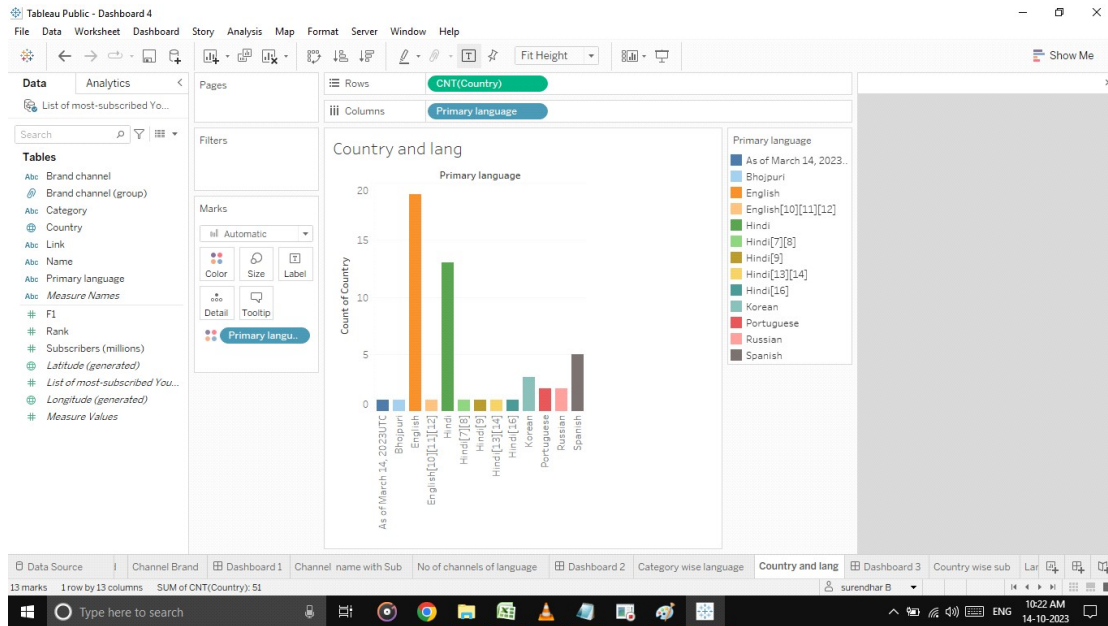 Tableau Public - Dashboard 4
File Data Worksheet Dashboard Story Analysis Map Format Server Window Help
T Fit Height Show Me
Data Analytics
List of most-subscribed Yo...
Search
Tables
Abc Brand channel
Brand channel (group)
Abc Category
Country
Abc Link
Abc Name
Abc Primary language
Abc Measure Names
# F1
# Rank
# Subscribers (millions)
Latitude (generated)
# List of most-subscribed You...
Longitude (generated)
# Measure Values
Pages
Filters
Marks
Automatic
Color Size Label
Detail Tooltip
Primary langu..
Rows CNT(Country)
Columns Primary language
Country and lang
Primary language
Count of Country
20
15
10
5
0
As of March 14, 2023UTC
Bhojpuri
English
English[10][11][12]
Hindi
Hindi[7][8]
Hindi[9]
Hindi[13][14]
Hindi[16]
Korean
Portuguese
Russian
Spanish
Primary language
As of March 14, 2023..
Bhojpuri
English
English[10][11][12]
Hindi
Hindi[7][8]
Hindi[9]
Hindi[13][14]
Hindi[16]
Korean
Portuguese
Russian
Spanish
Data Source Channel Brand Dashboard 1 Channel name with Sub No of channels of language Dashboard 2 Category wise language Country and lang Dashboard 3 Country wise sub Lar
13 marks 1 row by 13 columns SUM of CNT(Country): 51 surendhar B
Type here to search ENG 10:22 AM
14-10-2023